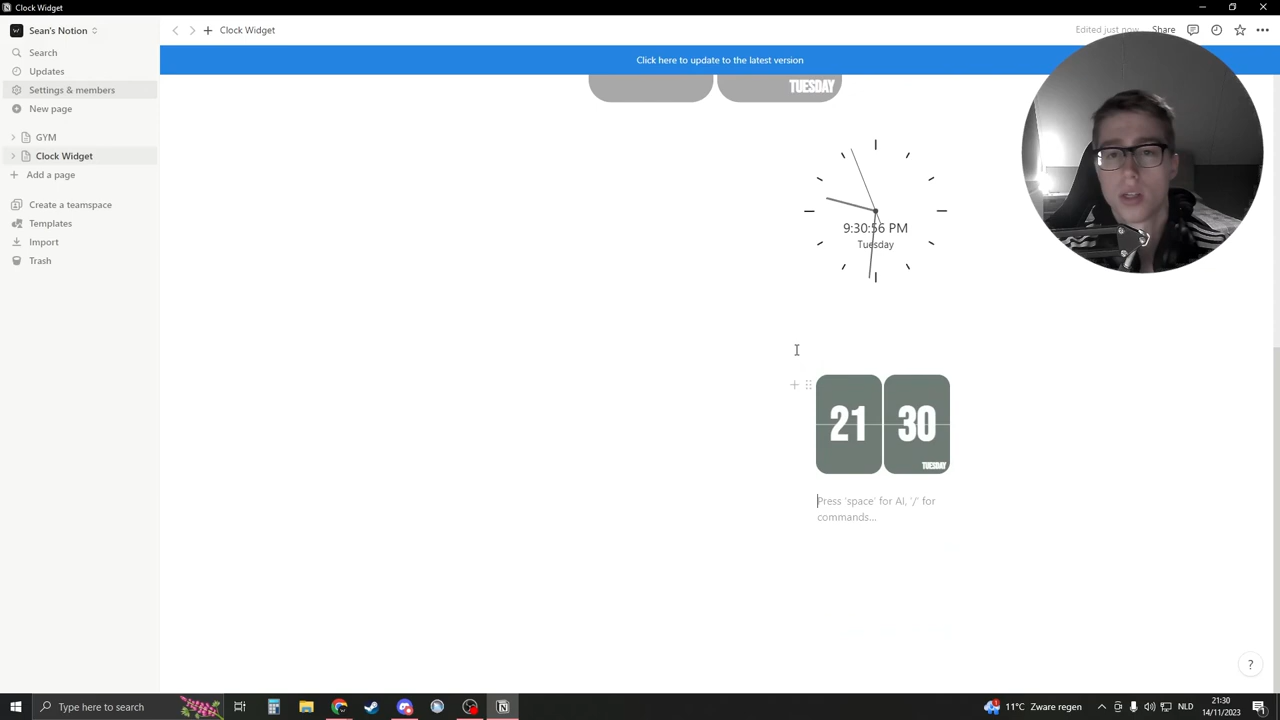 Clock Widget
Sean's Notion
Clock Widget
Edited just now
Share
Search
Updates
Settings & members
New page
GYM
Clock Widget
Add a page
Create a teamspace
Templates
Import
Trash
Click here to update to the latest version
TUESDAY
9:30:56 PM
Tuesday
21 30
TUESDAY
Press 'space' for AI, '/' for
commands...
?
Type here to search
1
11°C Zware regen
NLD
21:30
14/11/2023